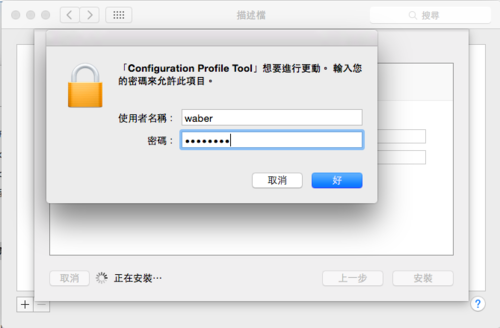 描述檔
搜尋
「Configuration Profile Tool」想要進行更動。輸入您
的密碼來允許此項目。
使用者名稱：
waber
密碼：
••••••••
取消
好
取消
正在安裝⋯
上一步
安裝
+
−
?